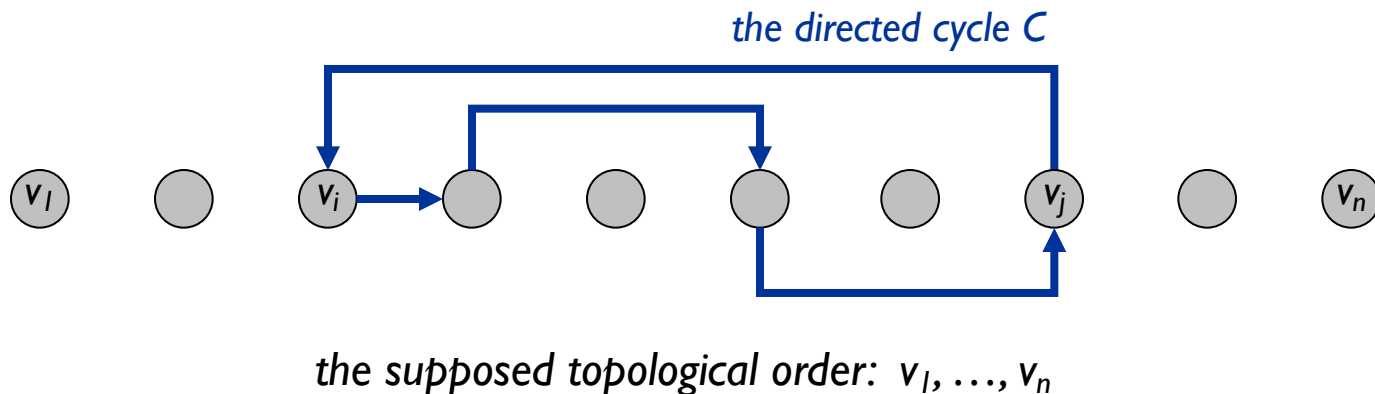 the directed cycle C
v1 vi vj vn
the supposed topological order: v1, …, vn